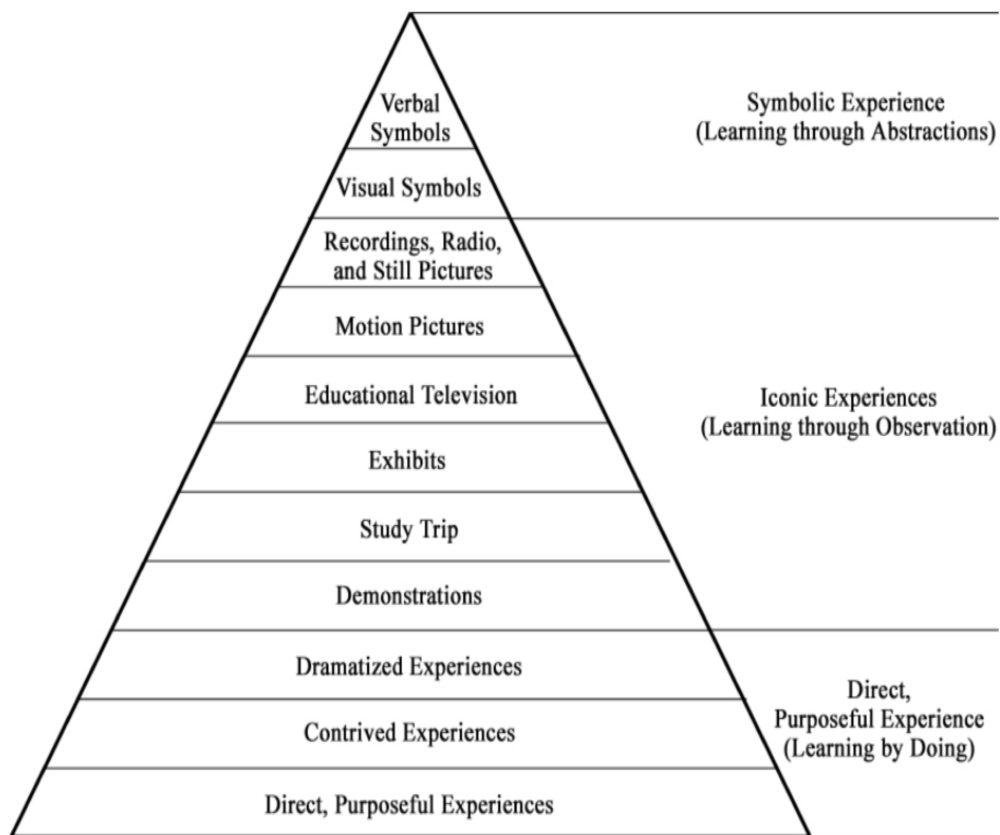 Verbal
Symbols
Symbolic Experience
(Learning through Abstractions)
Visual Symbols
Recordings, Radio,
and Still Pictures
Motion Pictures
Educational Television
Iconic Experiences
(Learning through Observation)
Exhibits
Study Trip
Demonstrations
Dramatized Experiences
Direct,
Purposeful Experience
(Learning by Doing)
Contrived Experiences
Direct, Purposeful Experiences